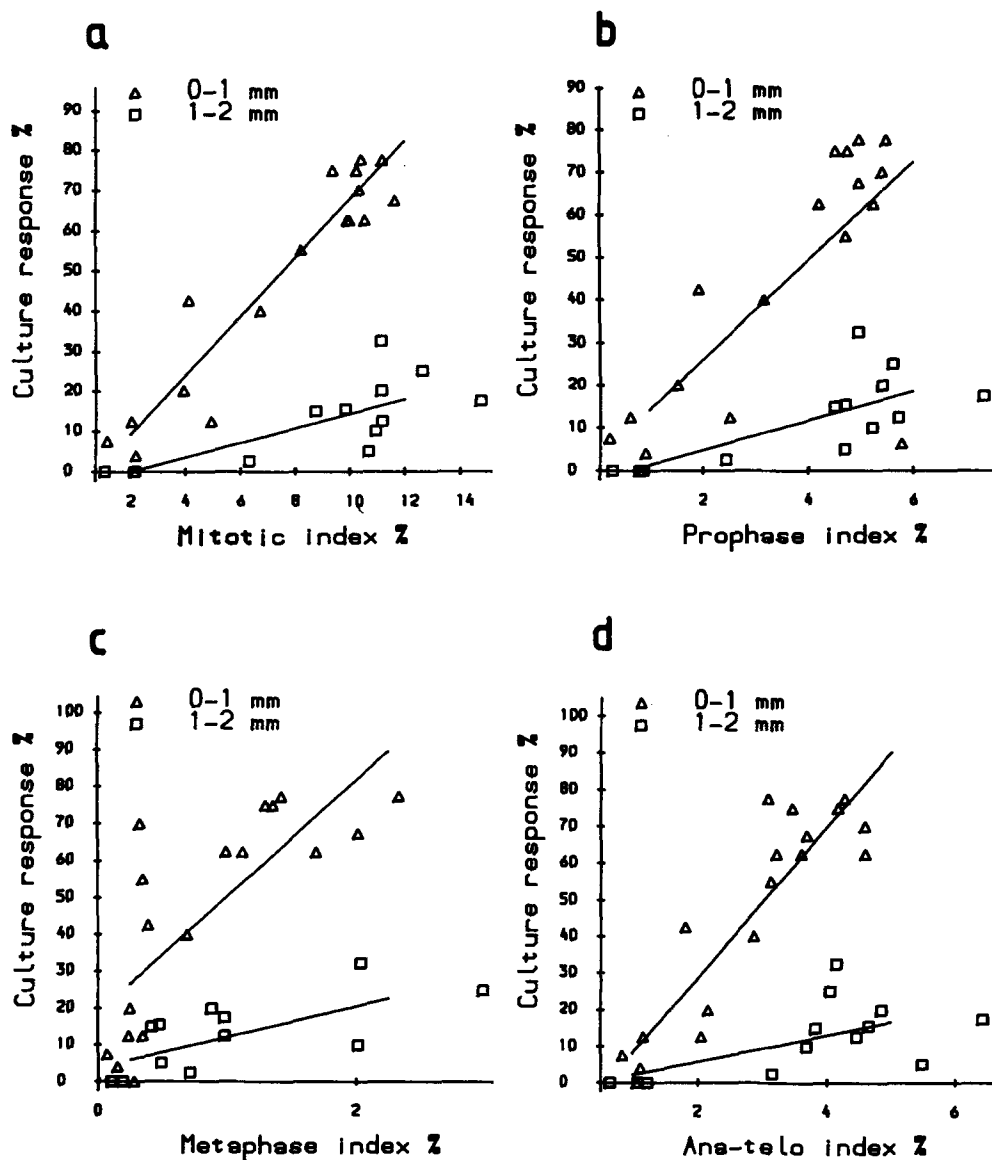 a
0-1 mm
1-2 mm
Culture response %
90
80
70
60
50
40
30
20
10
0
2 4 6 8 10 12 14
Mitotic index %
b
0-1 mm
1-2 mm
Culture response %
90
80
70
60
50
40
30
20
10
0
2 4 6
Prophase index %
c
0-1 mm
1-2 mm
Culture response %
100
90
80
70
60
50
40
30
20
10
0
0 2
Metaphase index %
d
0-1 mm
1-2 mm
Culture response %
100
90
80
70
60
50
40
30
20
10
0
2 4 6
Ana-telo index %